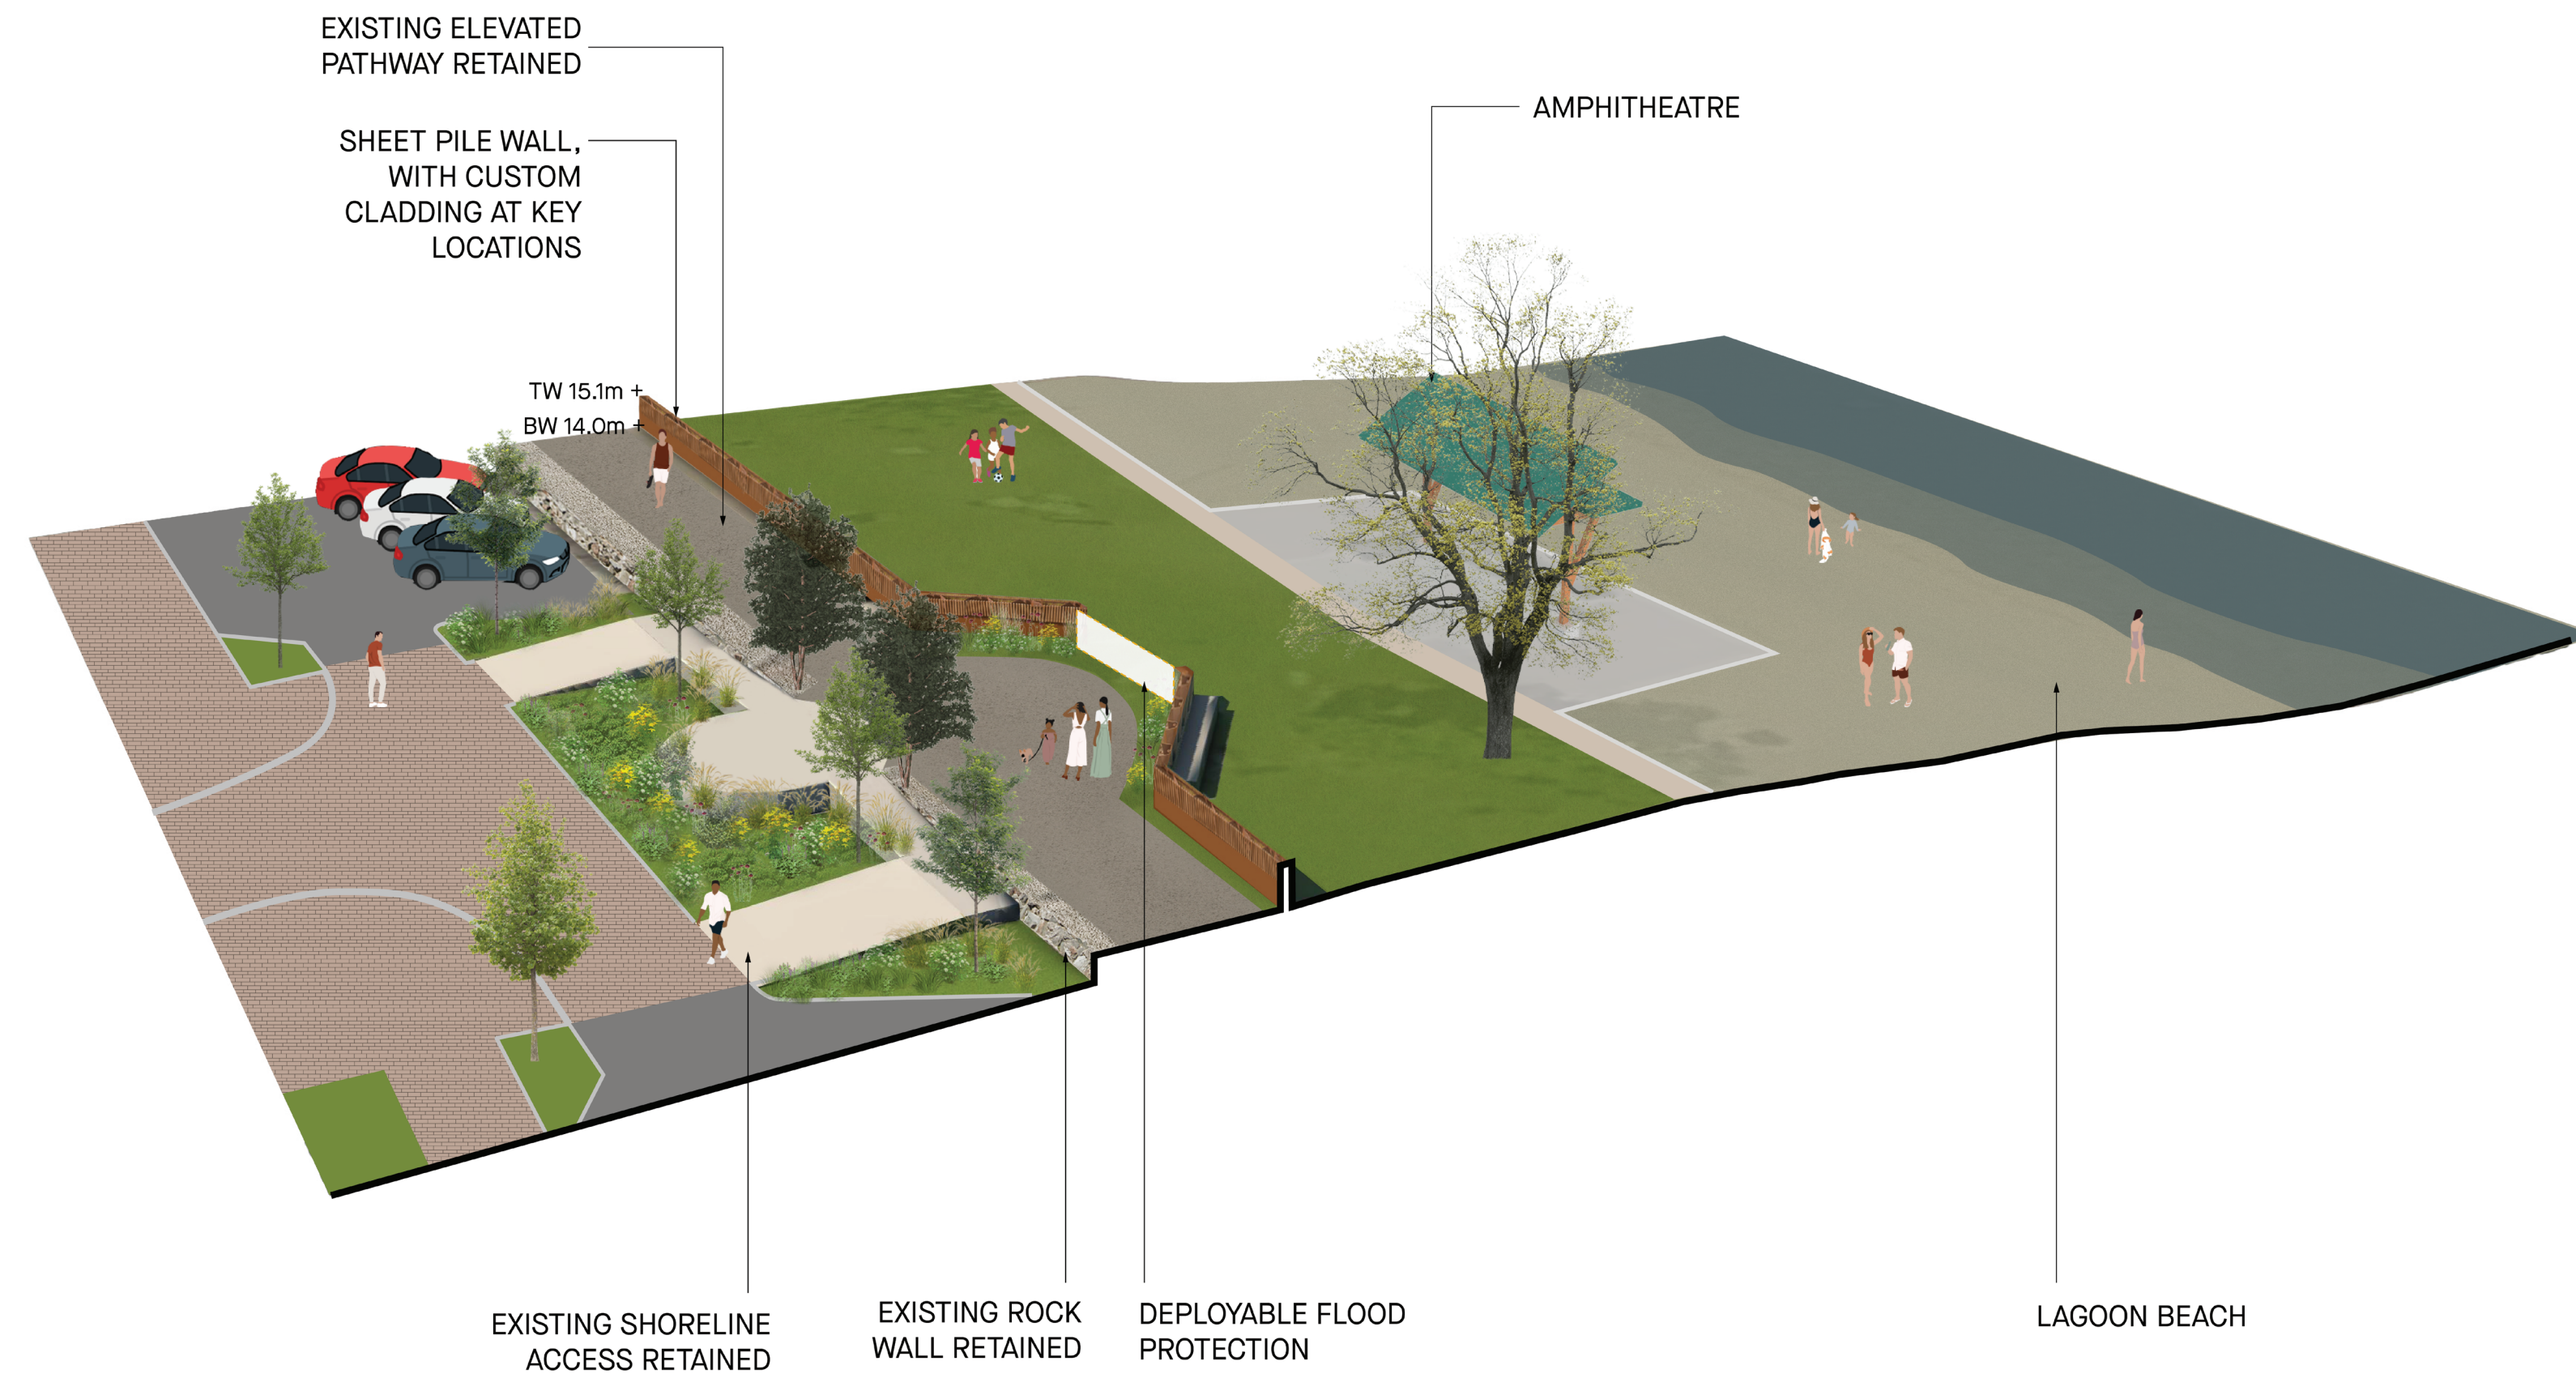 EXISTING ELEVATED
PATHWAY RETAINED
SHEET PILE WALL,
WITH CUSTOM
CLADDING AT KEY
LOCATIONS
AMPHITHEATRE
TW 15.1m +
BW 14.0m +
EXISTING SHORELINE
ACCESS RETAINED
EXISTING ROCK
WALL RETAINED
DEPLOYABLE FLOOD
PROTECTION
LAGOON BEACH